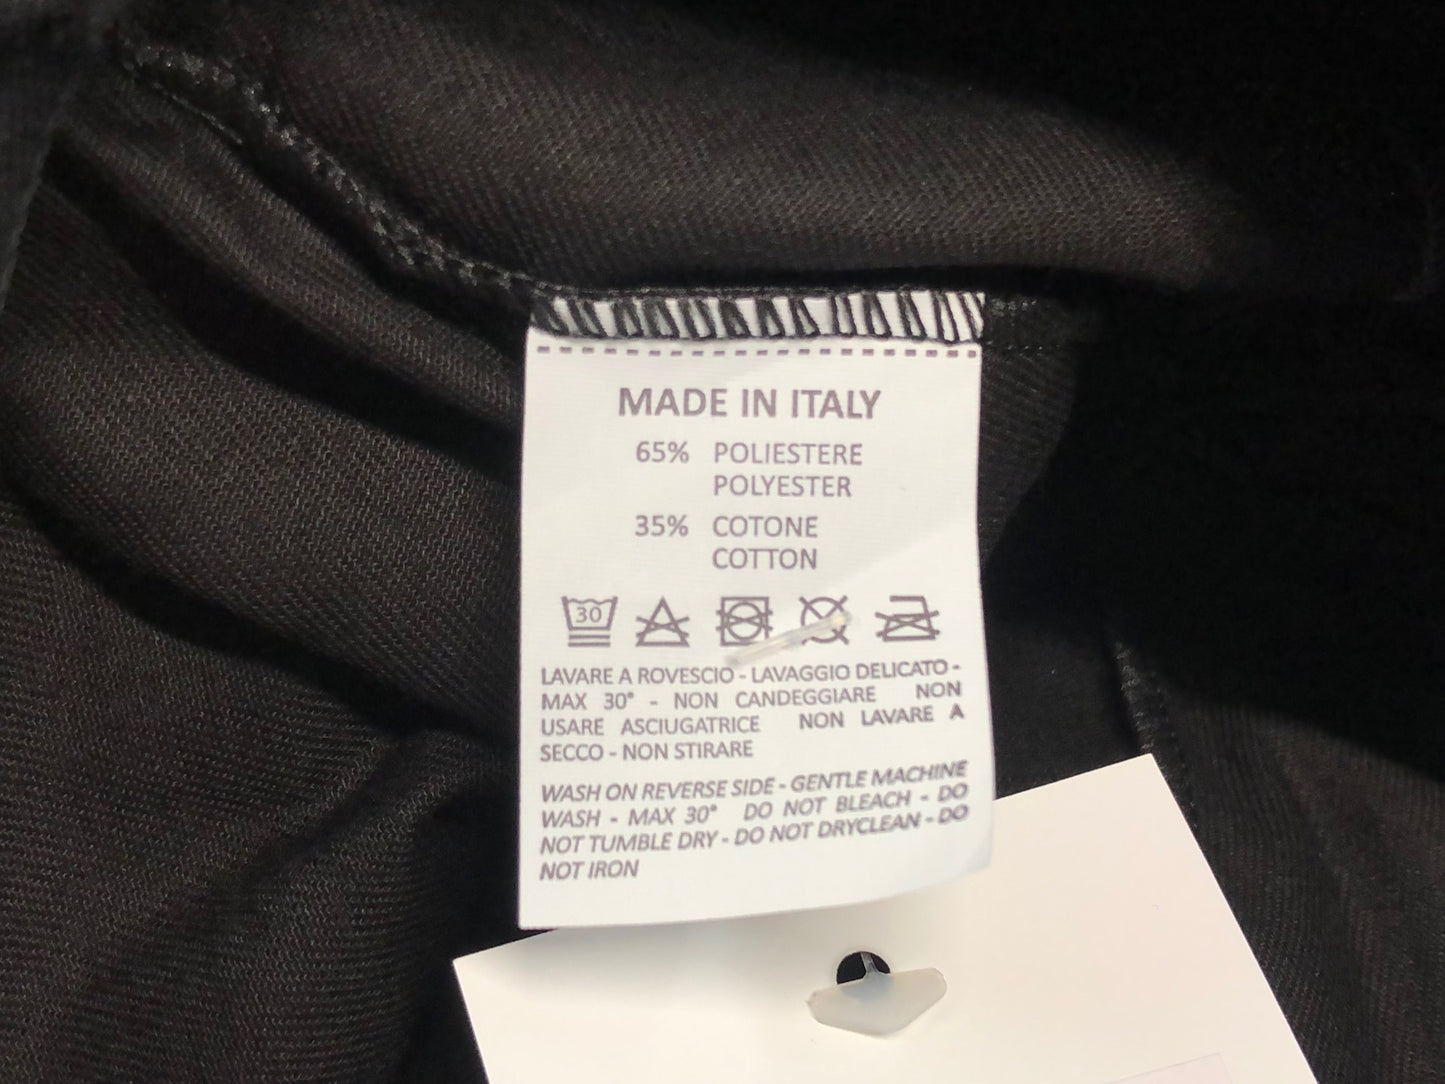 MADE IN ITALY
65% POLIESTERE
POLYESTER
35% COTONE
COTTON
30
LAVARE A ROVESCIO - LAVAGGIO DELICATO -
MAX 30° - NON CANDEGGIARE NON
USARE ASCIUGATRICE NON LAVARE A
SECCO - NON STIRARE
WASH ON REVERSE SIDE - GENTLE MACHINE
WASH - MAX 30° DO NOT BLEACH - DO
NOT TUMBLE DRY - DO NOT DRYCLEAN - DO
NOT IRON